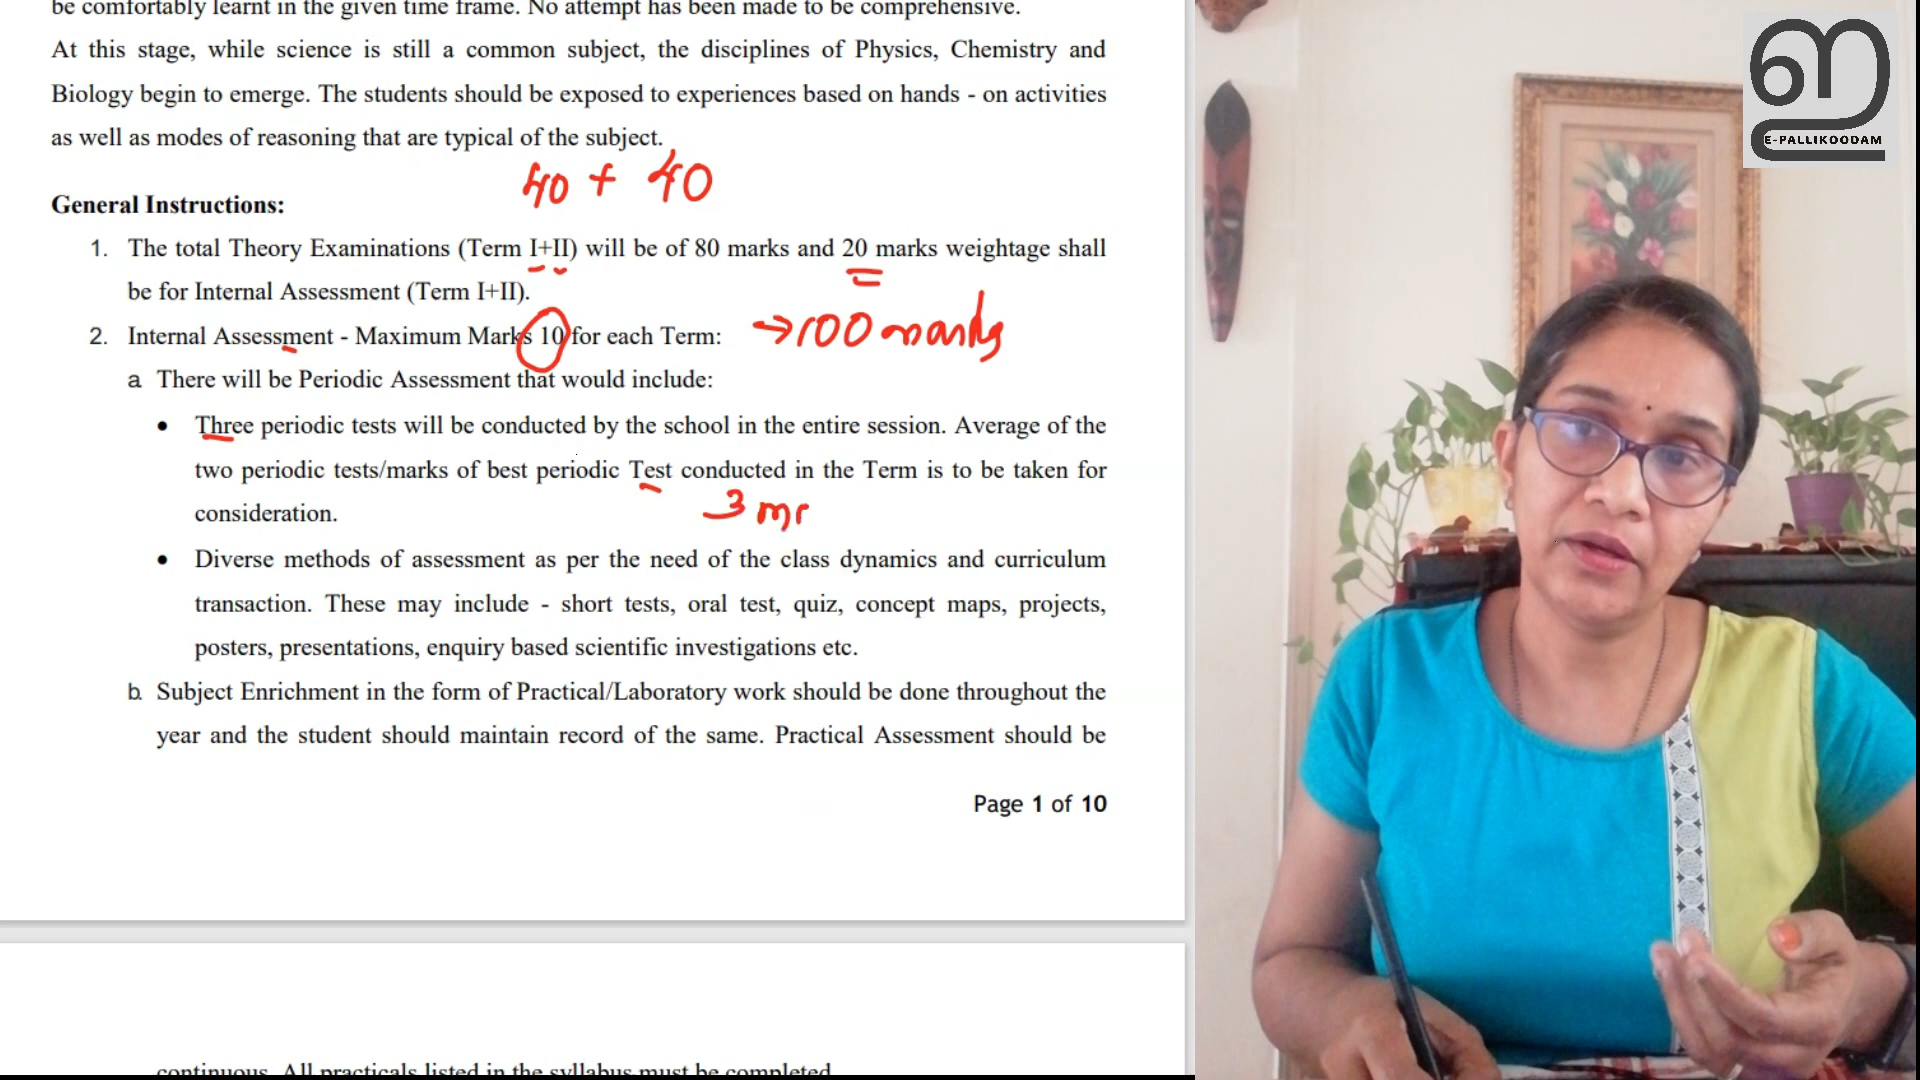 be comfortably learnt in the given time frame. No attempt has been made to be comprehensive.
At this stage, while science is still a common subject, the disciplines of Physics, Chemistry and
Biology begin to emerge. The students should be exposed to experiences based on hands - on activities
as well as modes of reasoning that are typical of the subject.
40 + 40
General Instructions:
1. The total Theory Examinations (Term I+II) will be of 80 marks and 20 marks weightage shall
be for Internal Assessment (Term I+II).
2. Internal Assessment - Maximum Marks 10 for each Term:
→100 marks
a There will be Periodic Assessment that would include:
• Three periodic tests will be conducted by the school in the entire session. Average of the
two periodic tests/marks of best periodic Test conducted in the Term is to be taken for
consideration.
3 mr
• Diverse methods of assessment as per the need of the class dynamics and curriculum
transaction. These may include - short tests, oral test, quiz, concept maps, projects,
posters, presentations, enquiry based scientific investigations etc.
b Subject Enrichment in the form of Practical/Laboratory work should be done throughout the
year and the student should maintain record of the same. Practical Assessment should be
Page 1 of 10
continuous. All practicals listed in the syllabus must be completed
E-PALLIKOODAM